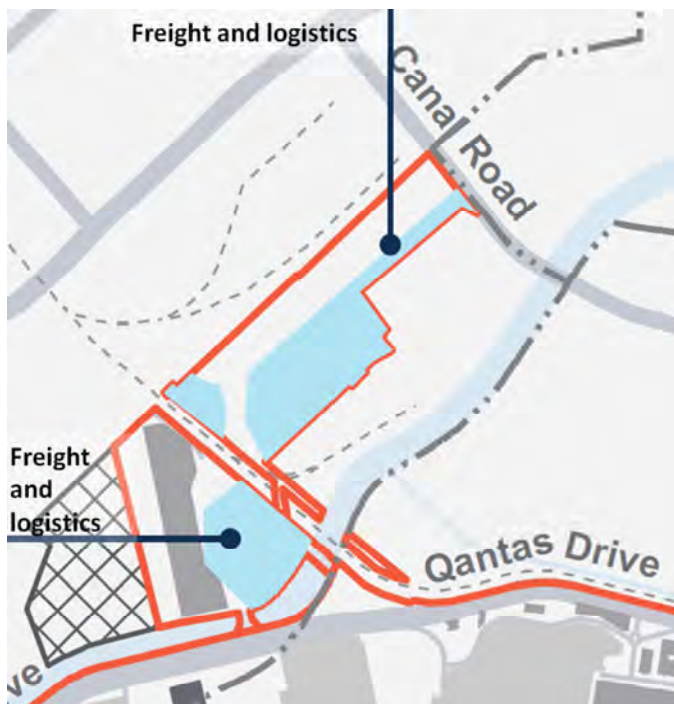 Freight and logistics
Canal Road
Freight
and
logistics
Qantas Drive
ve